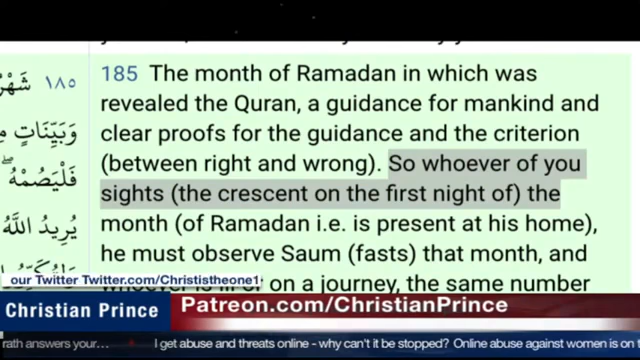 185 The month of Ramadan in which was
revealed the Quran, a guidance for mankind and
clear proofs for the guidance and the criterion
(between right and wrong). So whoever of you
sights (the crescent on the first night of) the
month (of Ramadan i.e. is present at his home),
he must observe Saum (fasts) that month, and
on a journey, the same number
١٨٥ شَهْرُ
وَبَيِّنَاتٍ
فَلْيَصُمْهُ ۖ
يُرِيدُ اللَّهُ
our Twitter Twitter.com/Christistheone1
Christian Prince
Patreon.com/ChristianPrince
rath answers your... I get abuse and threats online - why can't it be stopped? Online abuse against women is on t